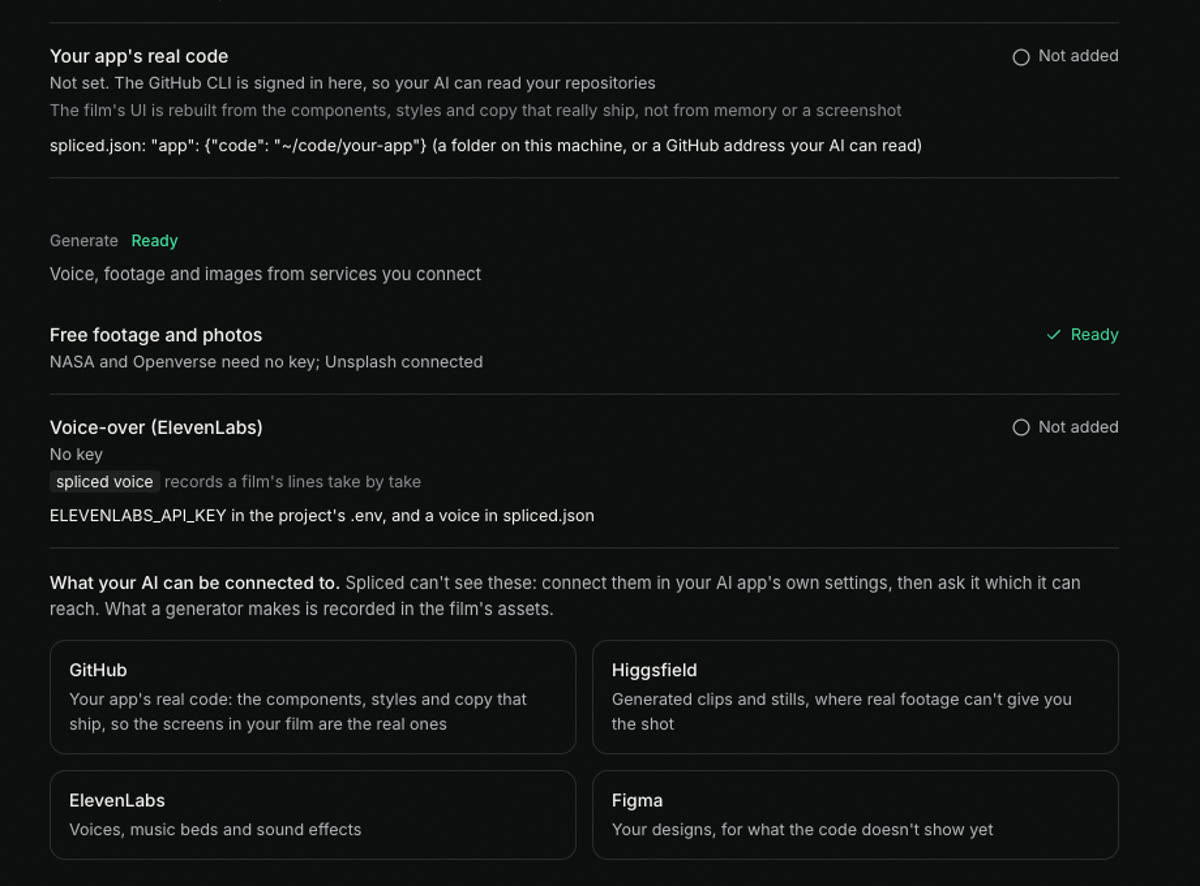 Your app's real code
Not added
Not set. The GitHub CLI is signed in here, so your AI can read your repositories
The film's UI is rebuilt from the components, styles and copy that really ship, not from memory or a screenshot
spliced.json: "app": {"code": "~/code/your-app"} (a folder on this machine, or a GitHub address your AI can read)
Generate Ready
Voice, footage and images from services you connect
Free footage and photos
Ready
NASA and Openverse need no key; Unsplash connected
Voice-over (ElevenLabs)
Not added
No key
spliced voice records a film's lines take by take
ELEVENLABS_API_KEY in the project's .env, and a voice in spliced.json
What your AI can be connected to. Spliced can't see these: connect them in your AI app's own settings, then ask it which it can
reach. What a generator makes is recorded in the film's assets.
GitHub
Your app's real code: the components, styles and copy that
ship, so the screens in your film are the real ones
Higgsfield
Generated clips and stills, where real footage can't give you
the shot
ElevenLabs
Voices, music beds and sound effects
Figma
Your designs, for what the code doesn't show yet